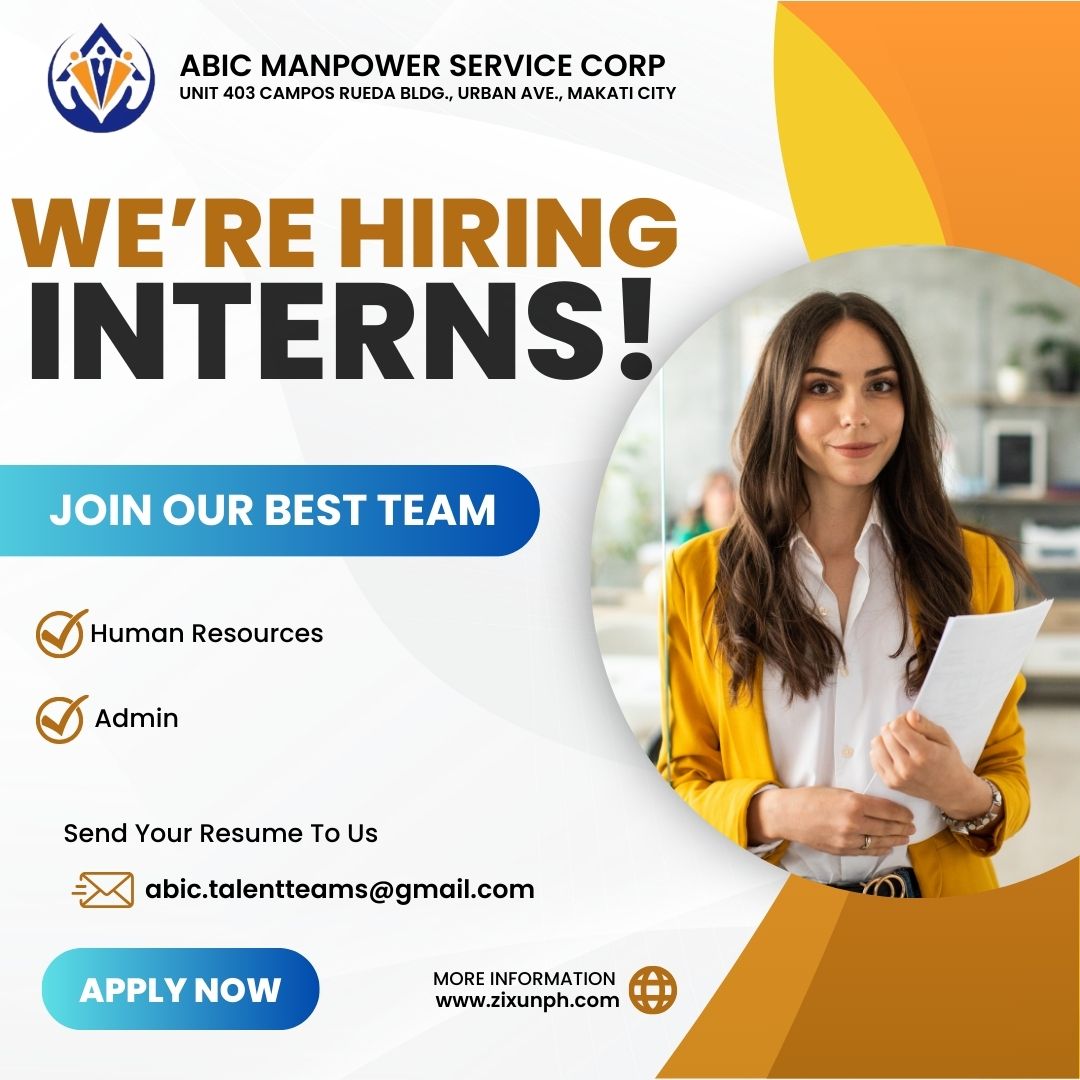 ABIC MANPOWER SERVICE CORP
UNIT 403 CAMPOS RUEDA BLDG., URBAN AVE., MAKATI CITY
WE'RE HIRING
INTERNS!
JOIN OUR BEST TEAM
Human Resources
Admin
Send Your Resume To Us
abic.talentteams@gmail.com
APPLY NOW
MORE INFORMATION
www.zixunph.com